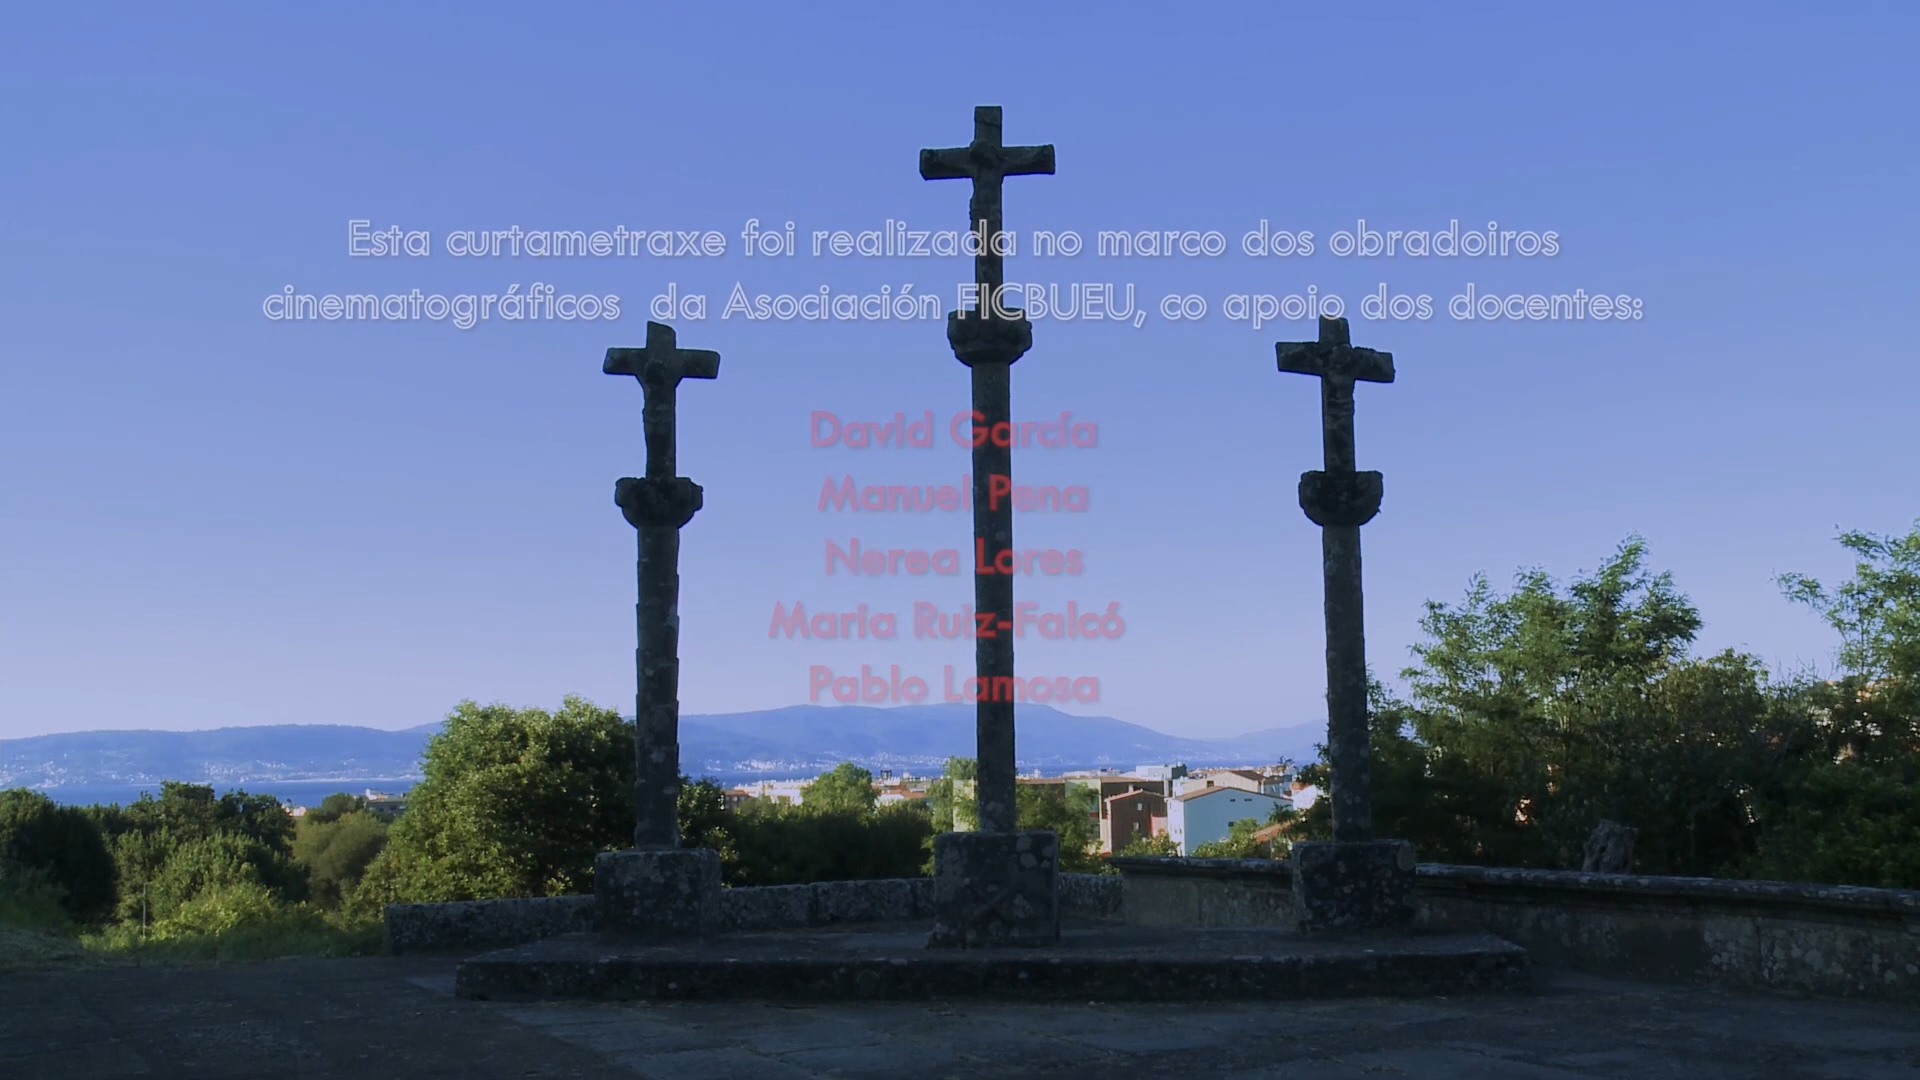 Esta curtametraxe foi realizada no marco dos obradoiros
cinematográficos da Asociación FICBUEU, co apoio dos docentes:
David García
Manuel Pena
Nerea Lores
Maria Ruiz-Falcó
Pablo Lamosa